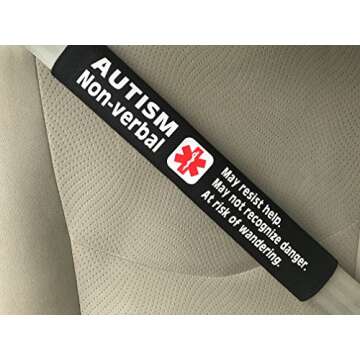 AUTISM
Non-verbal
May resist help.
May not recognize danger.
At risk of wandering.